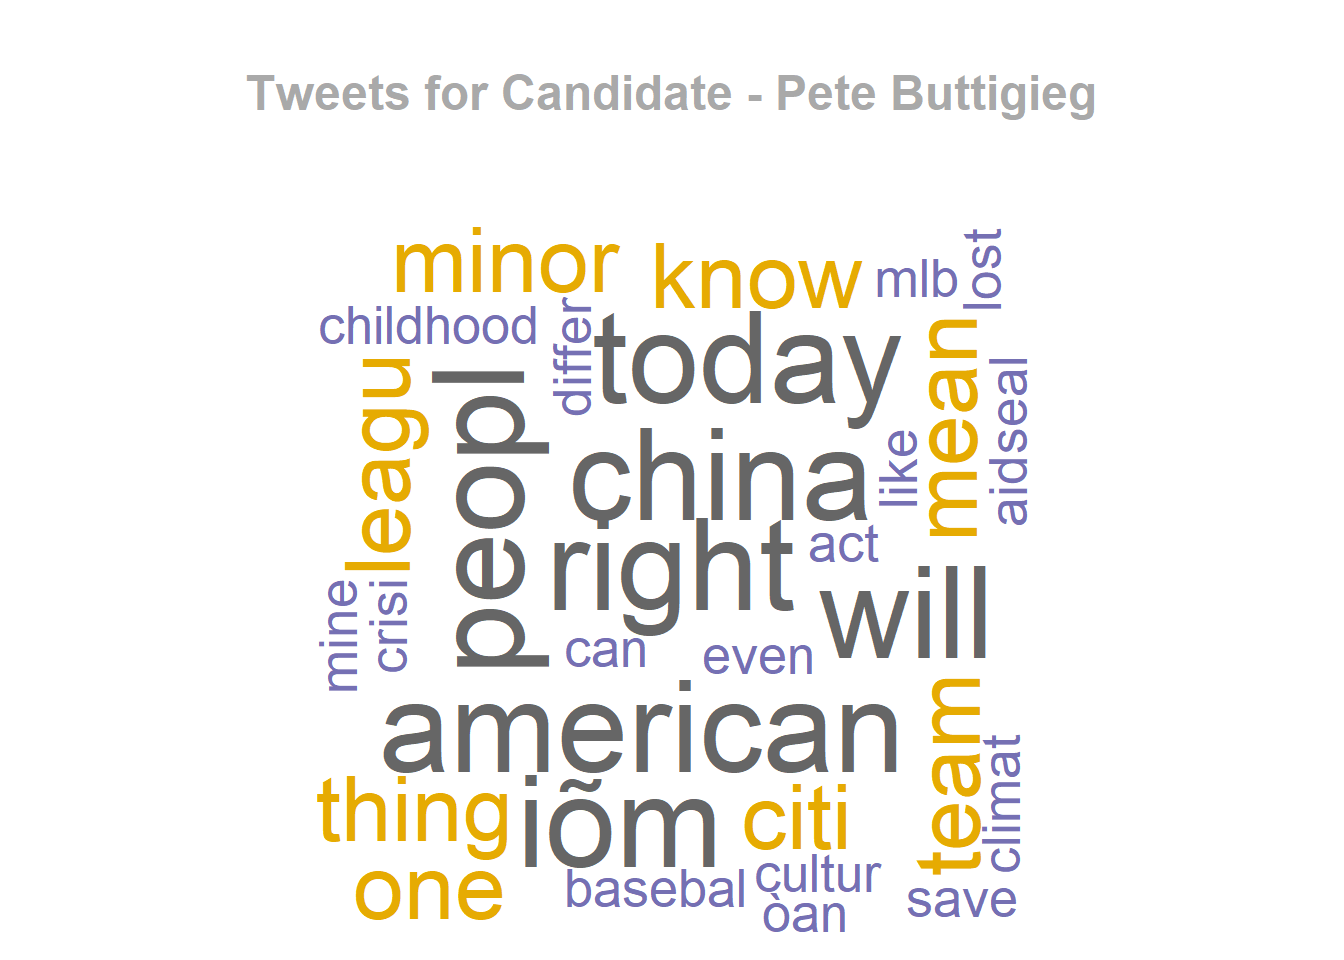 Tweets for Candidate - Pete Buttigieg
minor
know
mlb
lost
childhood
differ
today
mean
leagu
peopl
china
like
aidseal
right
act
will
mine
crisi
can
even
american
team
climat
thing
iõm
citi
one
basebal
cultur
òan
save